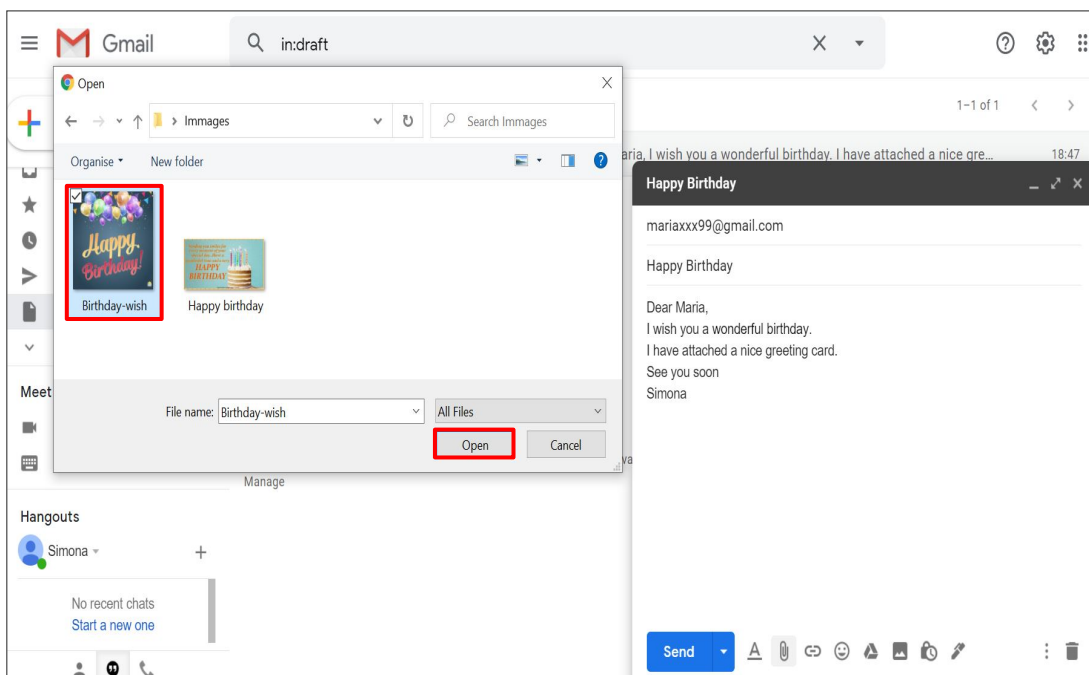 Gmail
in:draft
1-1 of 1
Open
Immages
Search Immages
Organise
New folder
aria, I wish you a wonderful birthday. I have attached a nice gre...
18:47
Happy Birthday!
HAPPY
BIRTHDAY
Birthday-wish
Happy birthday
File name:
Birthday-wish
All Files
Open
Cancel
Happy Birthday
mariaxxx99@gmail.com
Happy Birthday
Dear Maria,
I wish you a wonderful birthday.
I have attached a nice greeting card.
See you soon
Simona
Send
Meet
va
Manage
Hangouts
Simona
No recent chats
Start a new one